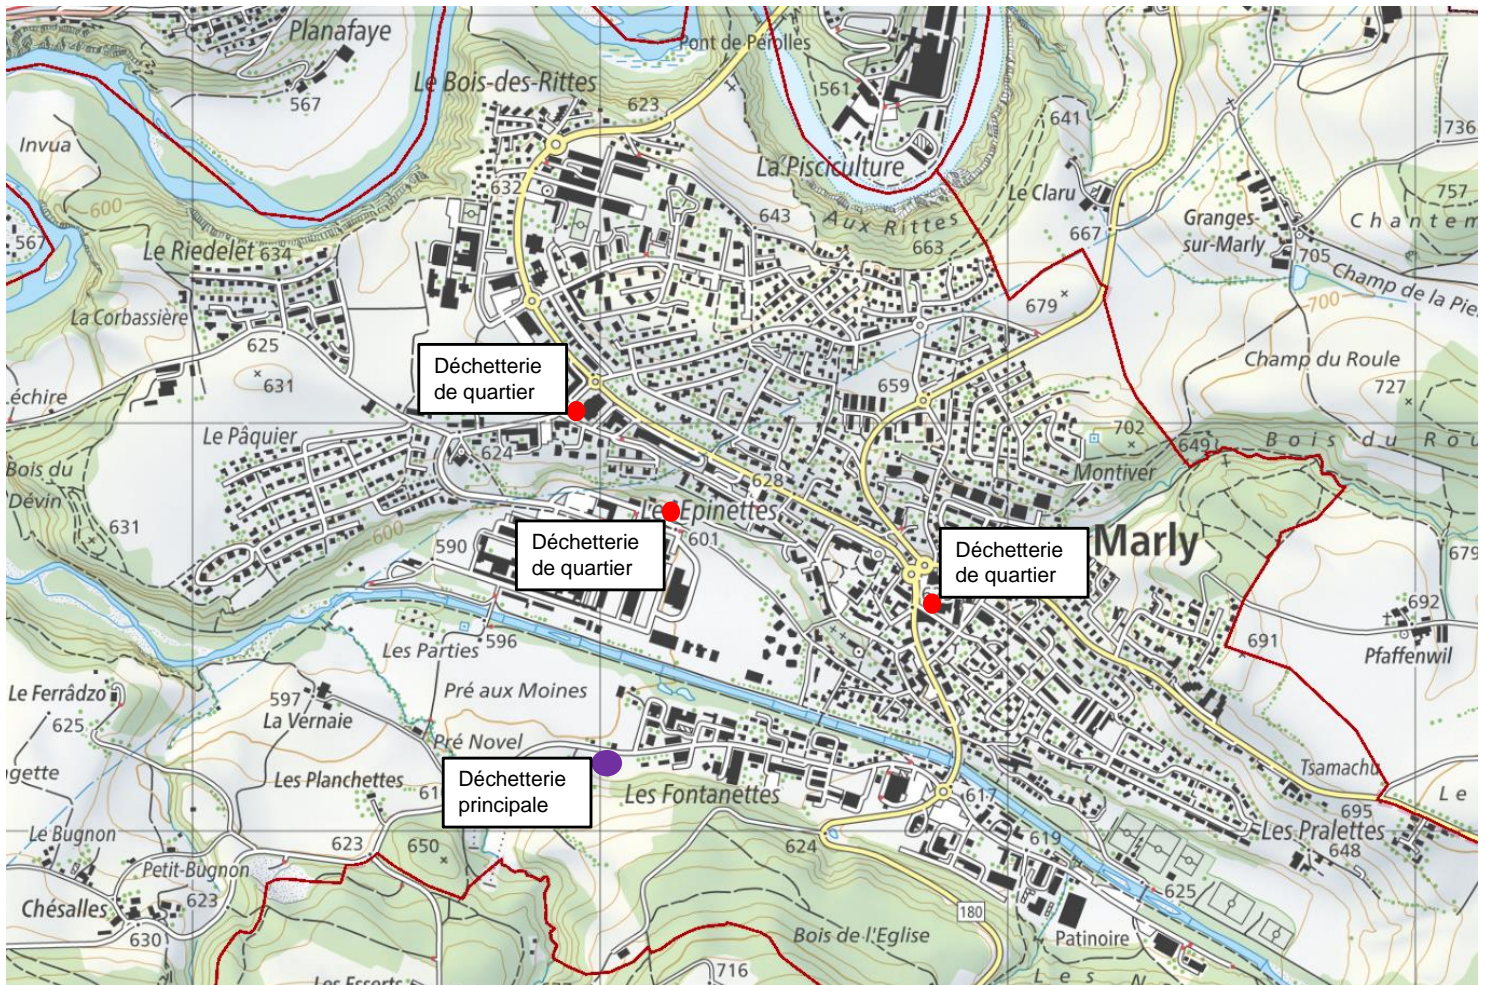 Planafaye
Pont de Pérolles
Le Bois-des-Rittes
623
561
567
641
736
Invua
La Pisciculture
632
Le Claru
757
600
643
Aux Rittes
Granges-
sur-Marly
Chantem
567
663
667
Le Riedelet 634
705
Champ de la Pie
La Corbassière
679
700
625
Champ du Roule
Déchetterie
de quartier
631
659
727
léchire
702
Le Pâquier
649
Bois du Rou
624
Montiver
Bois du
Dévin
628
631
Les Epinettes
600
601
590
Déchetterie
de quartier
Déchetterie
de quartier
Marly
679
692
596
Les Parties
691
Pfaffenwil
Le Ferrâdzo
625
597
La Vernaie
Pré aux Moines
Pré Novel
Tsamachu
gette
Les Planchettes
Déchetterie
principale
Les Fontanettes
617
695
Le
Le Bugnon
623
650
624
619
Les Pralettes
648
Petit-Bugnon
623
625
Chésalles
180
630
Bois de l'Eglise
Patinoire
716
Les Esserts
Les N